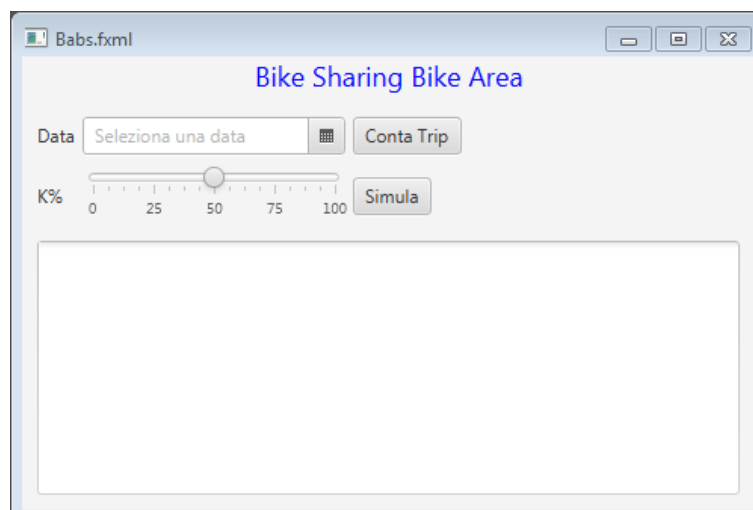 Babs.fxml
Bike Sharing Bike Area
Data Seleziona una data Conta Trip
K% 0 25 50 75 100 Simula